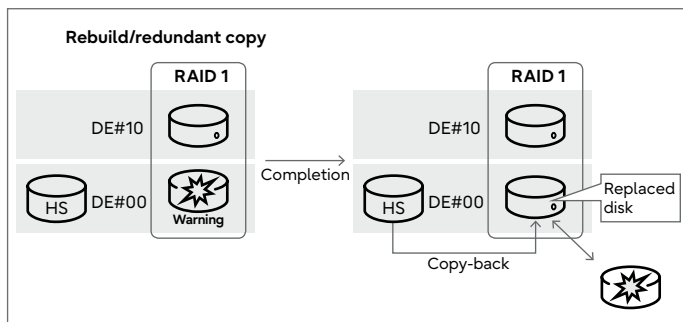 Rebuild/redundant copy
RAID 1
DE#10
HS
DE#00
Warning
Completion
RAID 1
DE#10
HS
DE#00
Replaced
disk
Copy-back